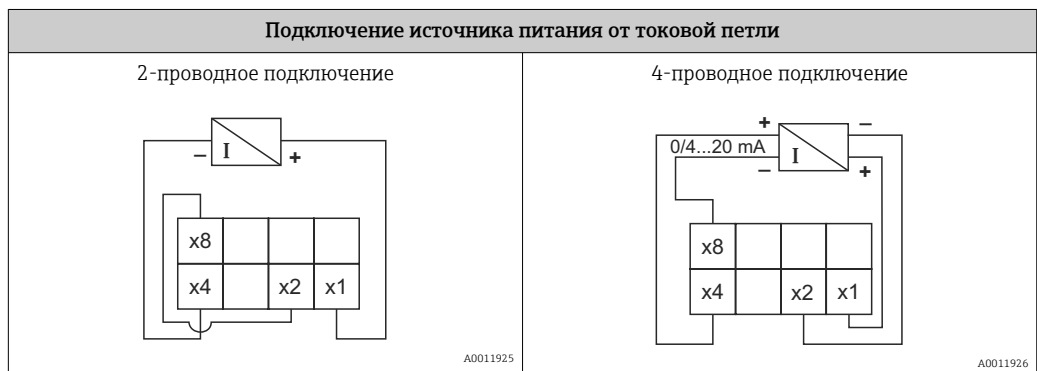 Подключение источника питания от токовой петли
2-проводное подключение
– I +
x8
x4 x2 x1
A0011925
4-проводное подключение
+ –
0/4...20 mA I
– +
x8
x4 x2 x1
A0011926